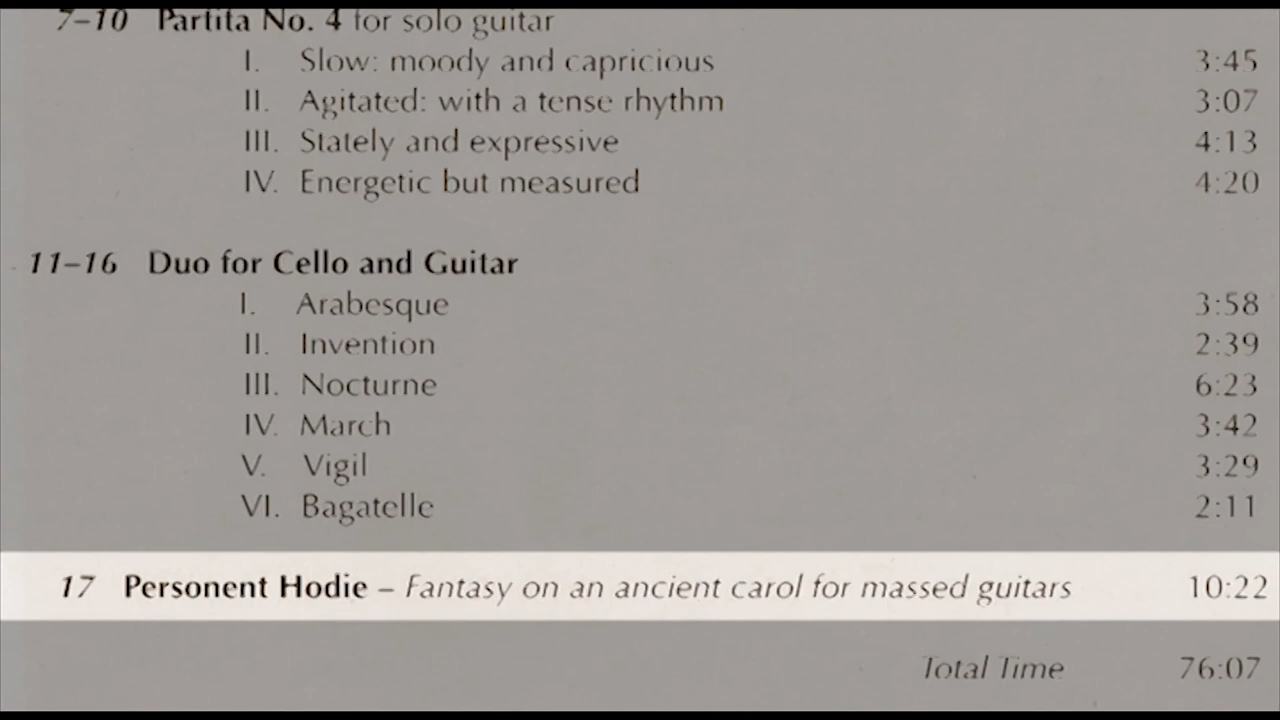 7–10 Partita No. 4 for solo guitar
I. Slow: moody and capricious 3:45
II. Agitated: with a tense rhythm 3:07
III. Stately and expressive 4:13
IV. Energetic but measured 4:20
11–16 Duo for Cello and Guitar
I. Arabesque 3:58
II. Invention 2:39
III. Nocturne 6:23
IV. March 3:42
V. Vigil 3:29
VI. Bagatelle 2:11
17 Personent Hodie – Fantasy on an ancient carol for massed guitars 10:22
Total Time 76:07